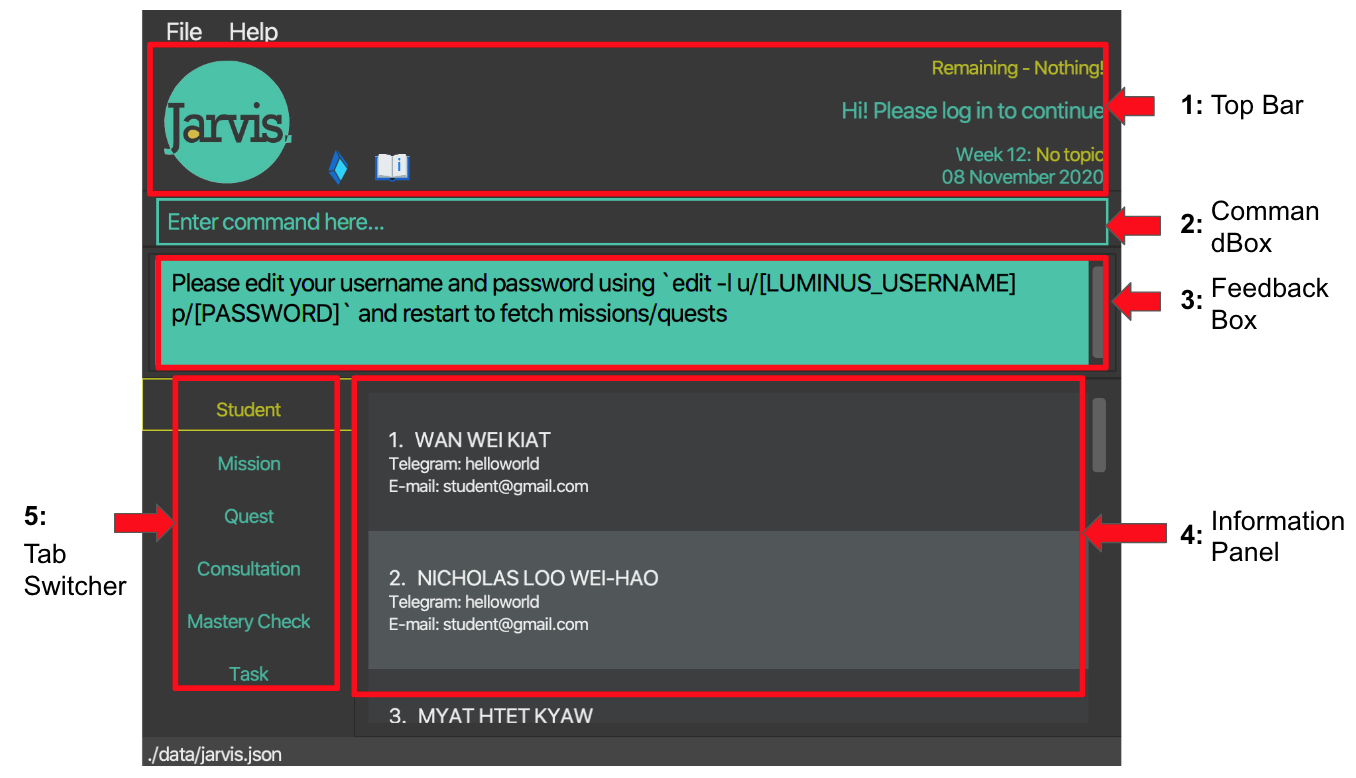 File Help
Jarvis.
Remaining - Nothing!
Hi! Please log in to continue
Week 12: No topic
08 November 2020
1: Top Bar
Enter command here...
2: Comman
dBox
Please edit your username and password using `edit -l u/[LUMINUS_USERNAME]
p/[PASSWORD]` and restart to fetch missions/quests
3: Feedback
Box
Student
Mission
Quest
Consultation
Mastery Check
Task
5:
Tab
Switcher
1. WAN WEI KIAT
Telegram: helloworld
E-mail: student@gmail.com
2. NICHOLAS LOO WEI-HAO
Telegram: helloworld
E-mail: student@gmail.com
3. MYAT HTET KYAW
4: Information
Panel
./data/jarvis.json